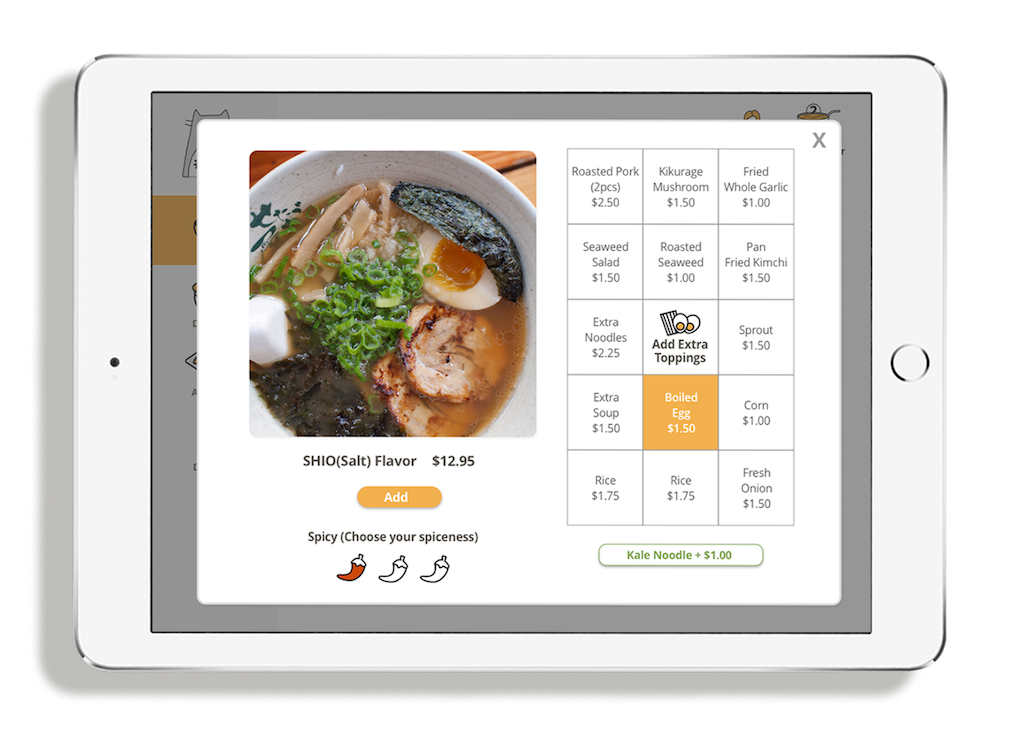 2
r
X
SHIO(Salt) Flavor $12.95
Add
Spicy (Choose your spiceness)
Roasted Pork
(2pcs)
$2.50
Kikurage
Mushroom
$1.50
Fried
Whole Garlic
$1.00
Seaweed
Salad
$1.50
Roasted
Seaweed
$1.00
Pan
Fried Kimchi
$1.50
Extra
Noodles
$2.25
Add Extra
Toppings
Sprout
$1.50
Extra
Soup
$1.50
Boiled
Egg
$1.50
Corn
$1.00
Rice
$1.75
Rice
$1.75
Fresh
Onion
$1.50
Kale Noodle + $1.00